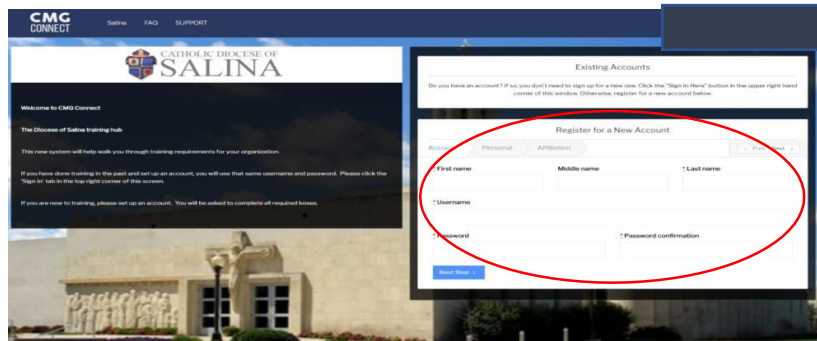 CMG
CONNECT
Salina FAQ SUPPORT
CATHOLIC DIOCESE OF
SALINA
Welcome to CMG Connect
The Diocese of Salina training hub
This new system will help walk you through training requirements for your organization.
If you have done training in the past and set up an account, you will use that same username and password. Please click the
'Sign In' tab in the top right corner of this screen.
If you are new to training, please set up an account. You will be asked to complete all required boxes.
Existing Accounts
Do you have an account? If so, you don't need to sign up for a new one. Click the "Sign In Here" button in the upper right hand
corner of this window. Otherwise, register for a new account below.
Register for a New Account
Account Personal Affiliation ‹ Prev Next ›
* First name Middle name * Last name
* Username
* Password * Password confirmation
Next Step ›